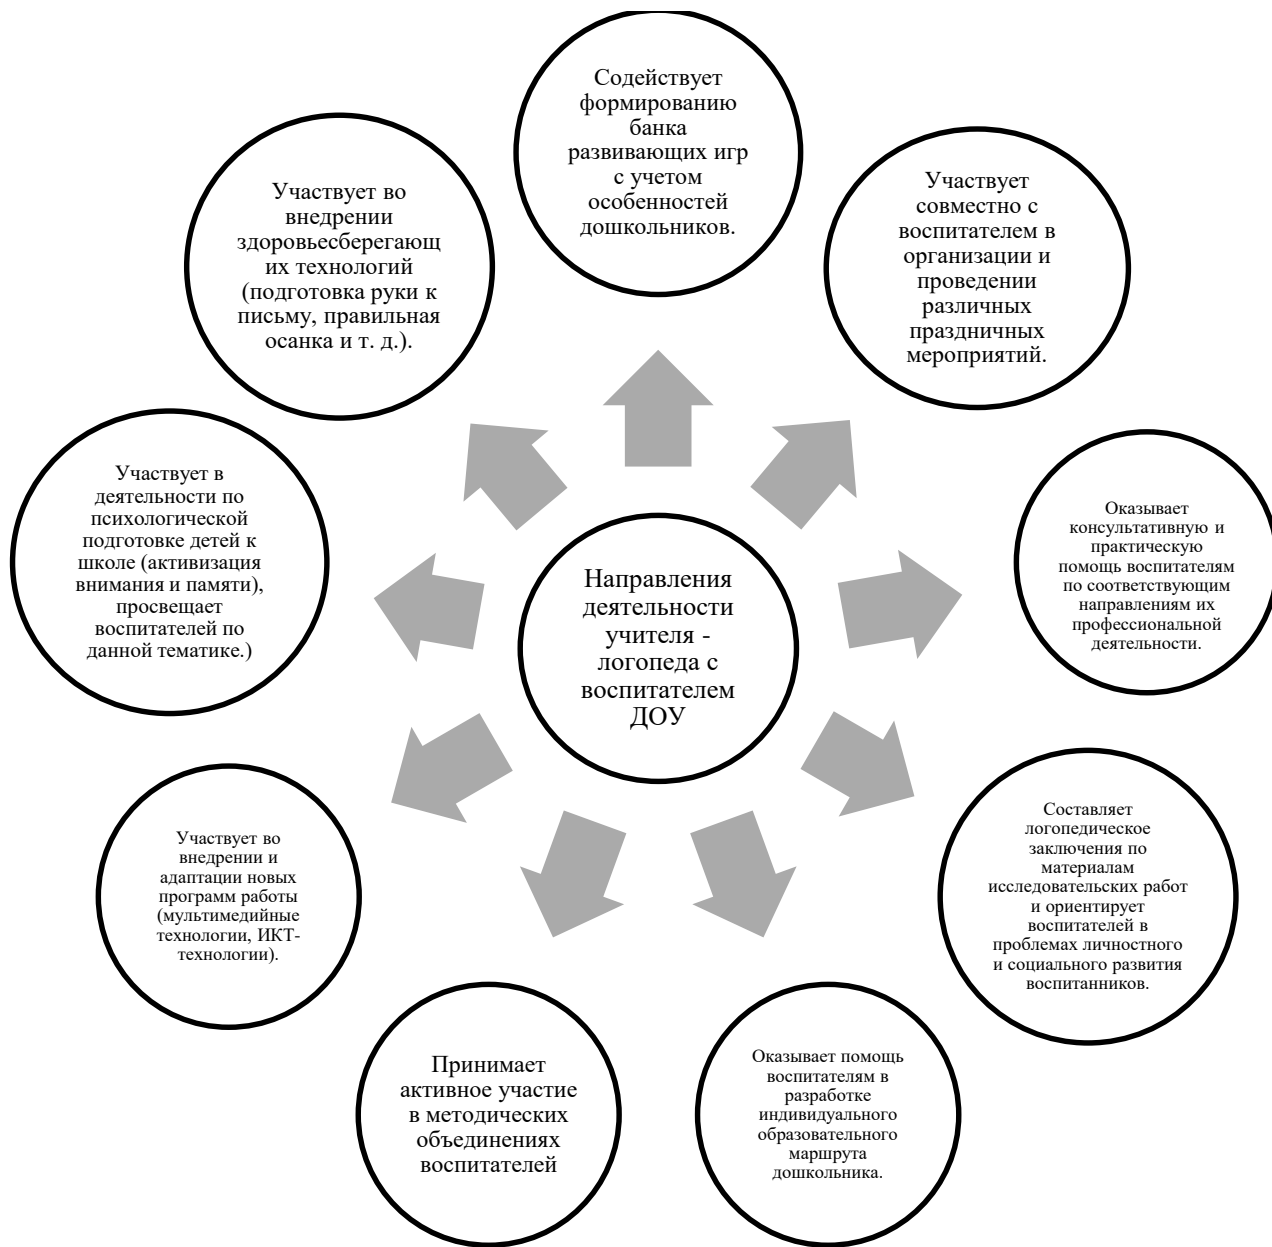 Содействует
формированию
банка
развивающих игр
с учетом
особенностей
дошкольников.
Участвует
совместно с
воспитателем в
организации и
проведении
различных
праздничных
мероприятий.
Оказывает
консультативную и
практическую
помощь воспитателям
по соответствующим
направлениям их
профессиональной
деятельности.
Составляет
логопедическое
заключения по
материалам
исследовательских работ
и ориентирует
воспитателей в
проблемах личностного
и социального развития
воспитанников.
Оказывает помощь
воспитателям в
разработке
индивидуального
образовательного
маршрута
дошкольника.
Принимает
активное участие
в методических
объединениях
воспитателей
Участвует во
внедрении и
адаптации новых
программ работы
(мультимедийные
технологии, ИКТ-
технологии).
Участвует в
деятельности по
психологической
подготовке детей к
школе (активизация
внимания и памяти),
просвещает
воспитателей по
данной тематике.)
Участвует во
внедрении
здоровьесберегающ
их технологий
(подготовка руки к
письму, правильная
осанка и т. д.).
Направления
деятельности
учителя -
логопеда с
воспитателем
ДОУ